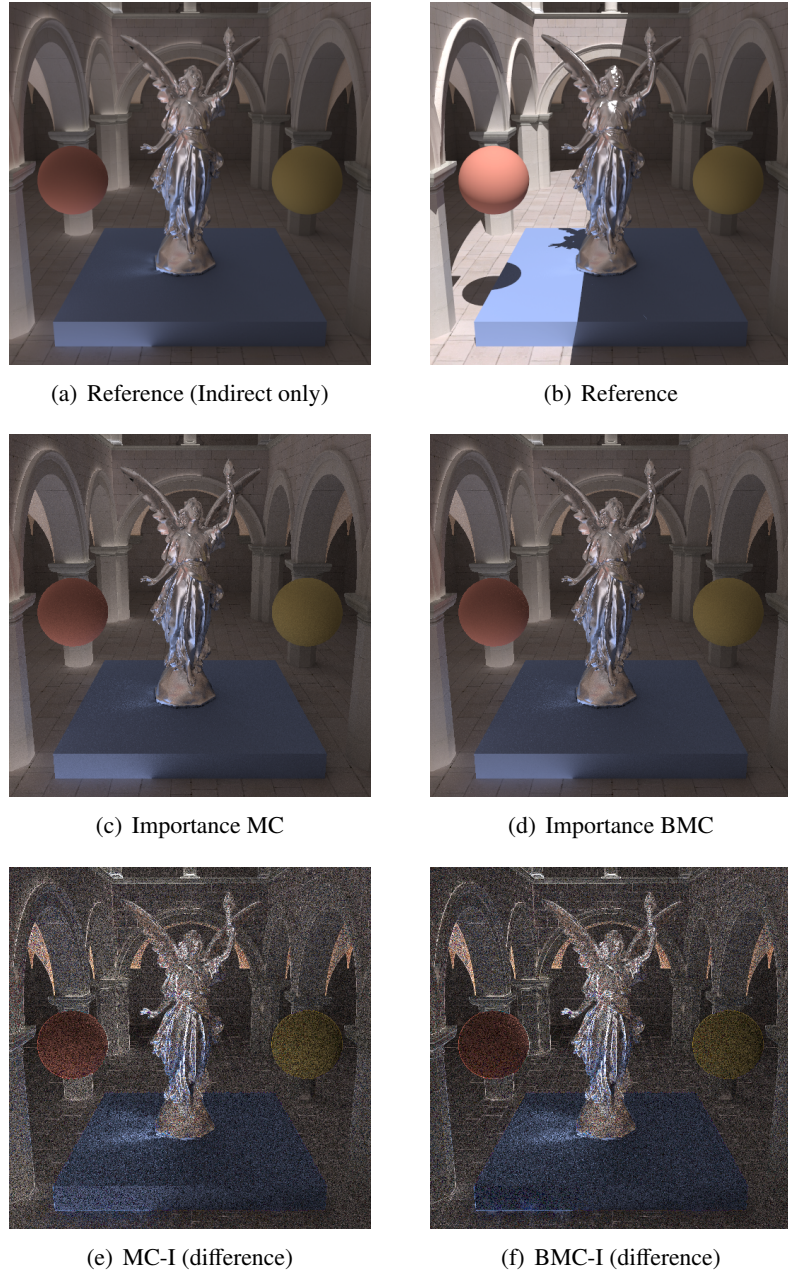 (a) Reference (Indirect only)
(b) Reference
(c) Importance MC
(d) Importance BMC
(e) MC-I (difference)
(f) BMC-I (difference)